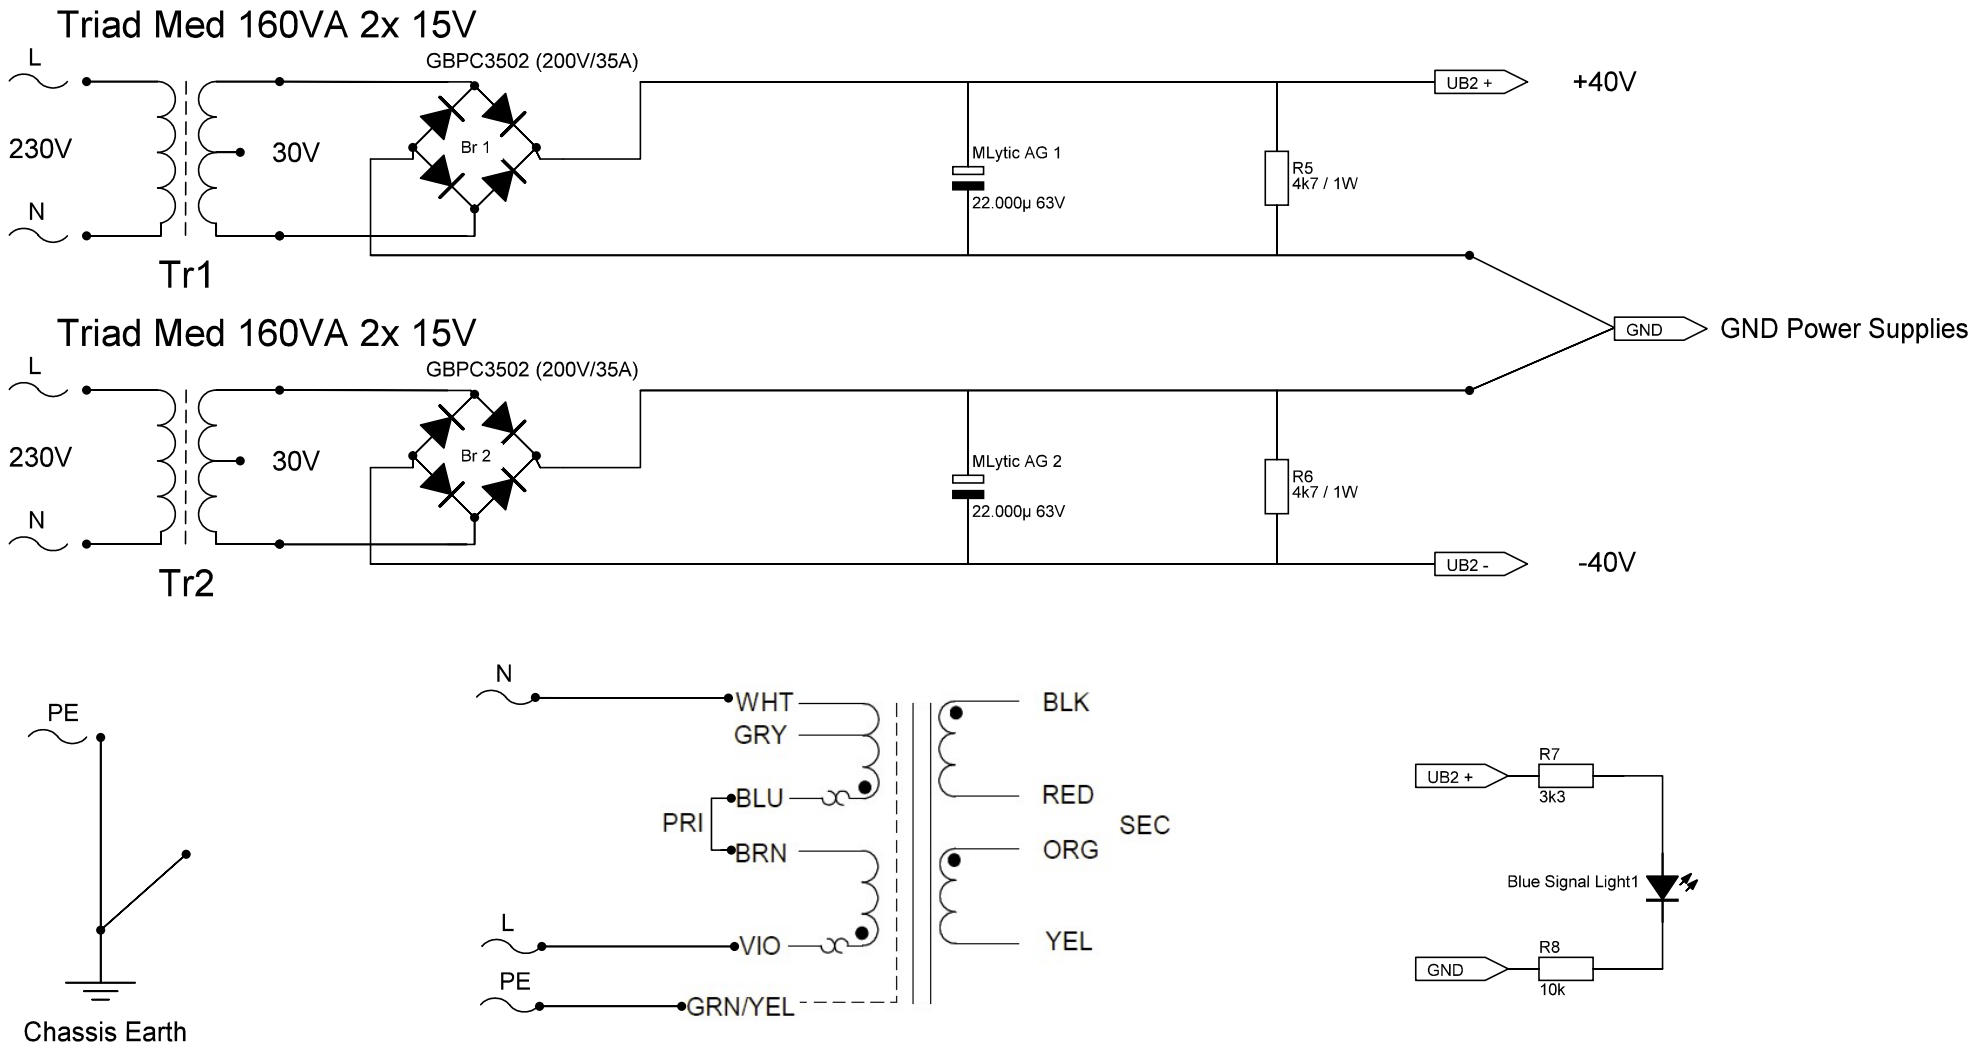 Triad Med 160VA 2x 15V
GBPC3502 (200V/35A)
L
UB2 +
+40V
230V
30V
Br 1
MLytic AG 1
22.000µ 63V
R5
4k7 / 1W
N
Tr1
Triad Med 160VA 2x 15V
GND
GND Power Supplies
GBPC3502 (200V/35A)
L
230V
30V
Br 2
MLytic AG 2
22.000µ 63V
R6
4k7 / 1W
N
UB2 -
-40V
Tr2
PE
Chassis Earth
N
WHT
GRY
BLU
PRI
BRN
L
VIO
PE
GRN/YEL
BLK
RED
SEC
ORG
YEL
UB2 +
R7
3k3
Blue Signal Light1
GND
R8
10k